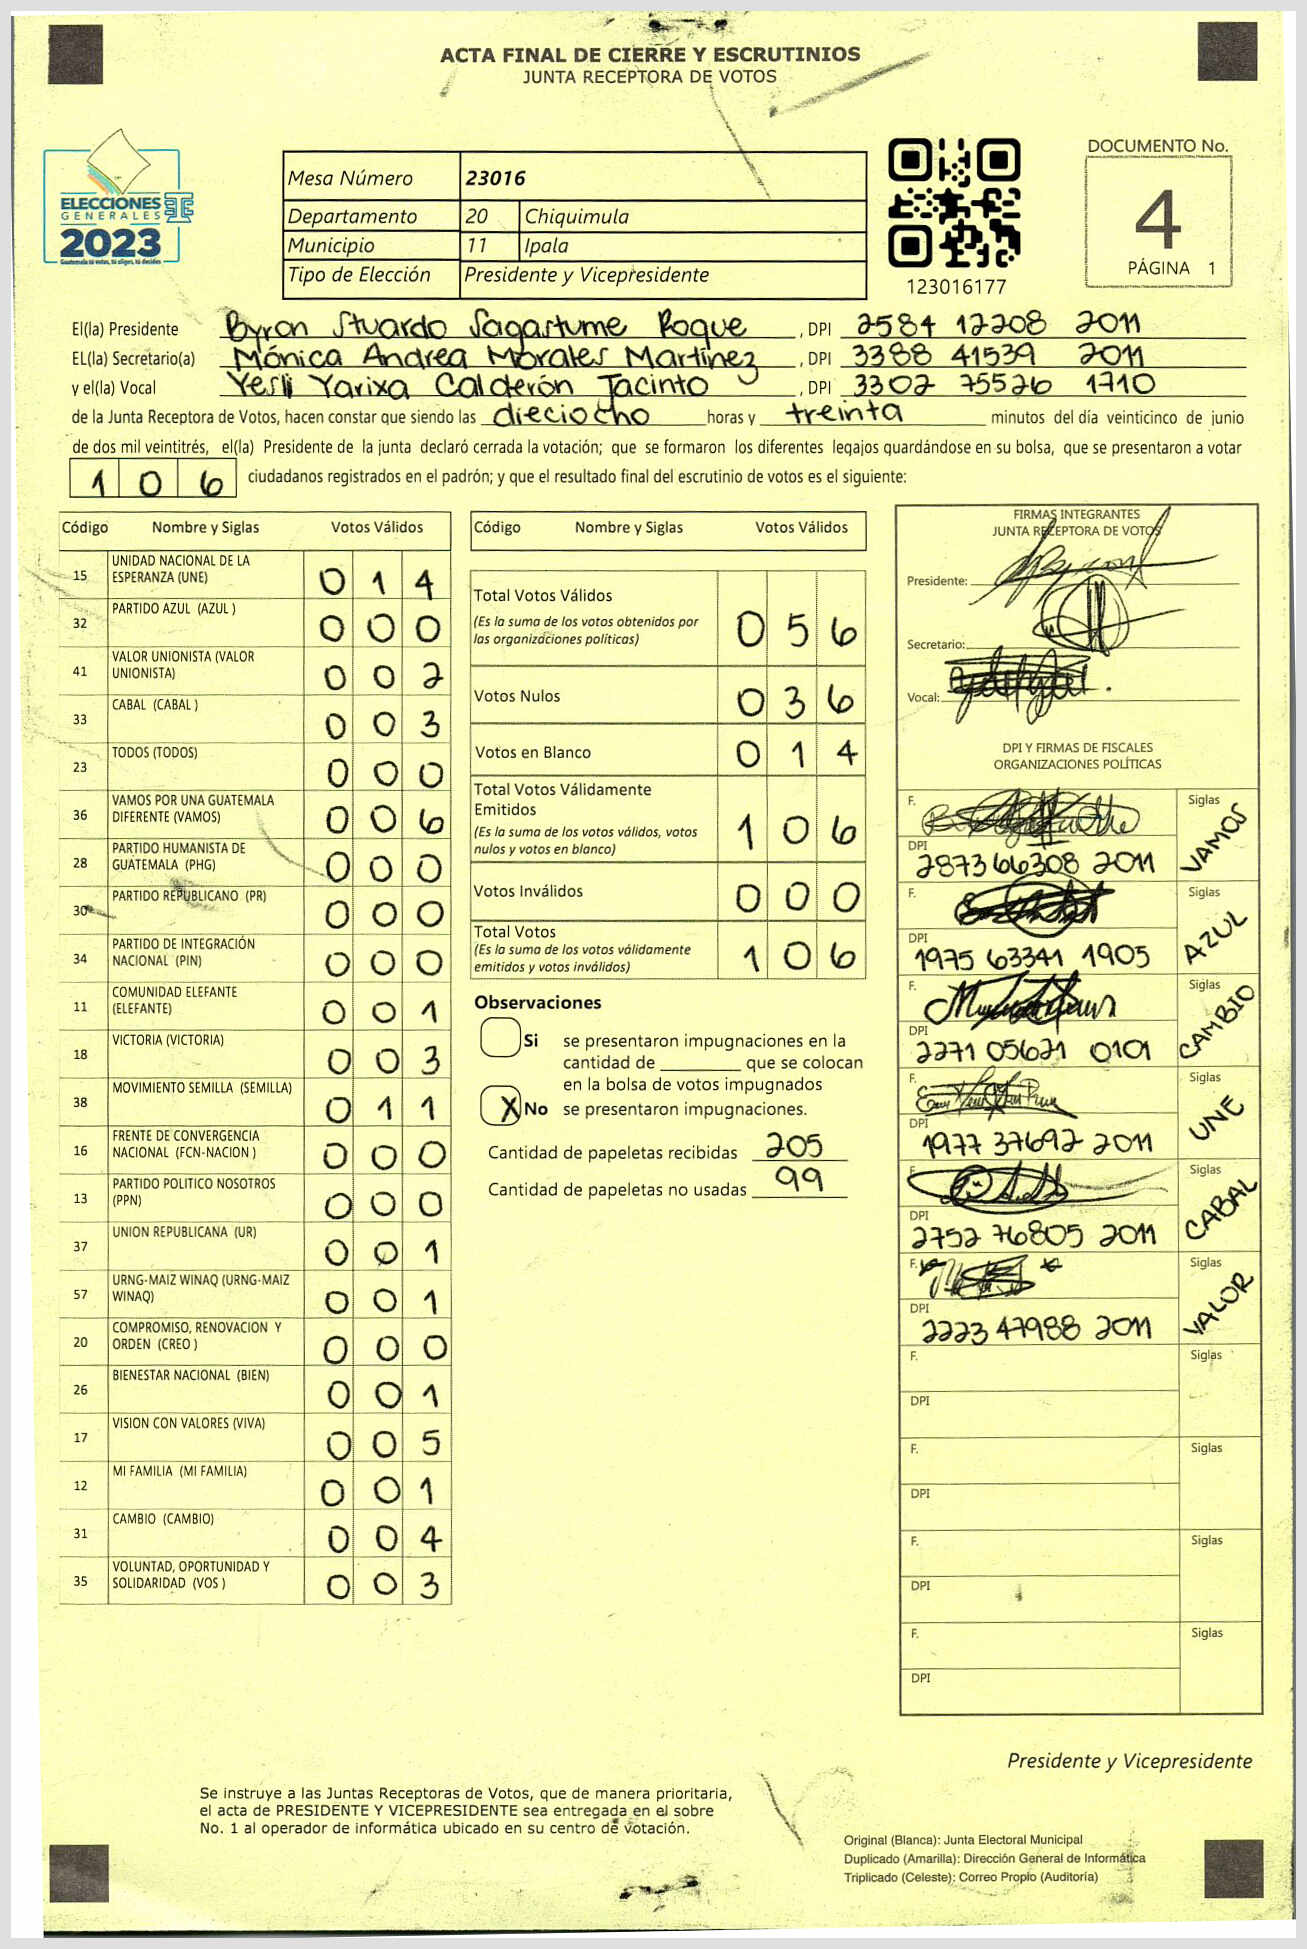 ACTA FINAL DE CIERRE Y ESCRUTINIOS
JUNTA RECEPTORA DE VOTOS
ELECCIONES
GENERALES
2023
Guatemala tú votas, tú eliges, tú decides
Mesa Número 23016
Departamento 20 Chiquimula
Municipio 11 Ipala
Tipo de Elección Presidente y Vicepresidente
123016177
DOCUMENTO No.
4
PÁGINA 1
El(la) Presidente Byron Stuardo Sagastume Roque , DPI 2584 12208 2011
EL(la) Secretario(a) Mónica Andrea Morales Martínez , DPI 3388 41539 2011
y el(la) Vocal Yesli Yarixa Calderón Jacinto , DPI 3302 75526 1710
de la Junta Receptora de Votos, hacen constar que siendo las dieciocho horas y treinta minutos del día veinticinco de junio
de dos mil veintitrés, el(la) Presidente de la junta declaró cerrada la votación; que se formaron los diferentes legajos guardándose en su bolsa, que se presentaron a votar
1 0 6 ciudadanos registrados en el padrón; y que el resultado final del escrutinio de votos es el siguiente:
Código Nombre y Siglas Votos Válidos
15 UNIDAD NACIONAL DE LA ESPERANZA (UNE) 0 1 4
32 PARTIDO AZUL (AZUL ) 0 0 0
41 VALOR UNIONISTA (VALOR UNIONISTA) 0 0 2
33 CABAL (CABAL ) 0 0 3
23 TODOS (TODOS) 0 0 0
36 VAMOS POR UNA GUATEMALA DIFERENTE (VAMOS) 0 0 6
28 PARTIDO HUMANISTA DE GUATEMALA (PHG) 0 0 0
30 PARTIDO REPUBLICANO (PR) 0 0 0
34 PARTIDO DE INTEGRACIÓN NACIONAL (PIN) 0 0 0
11 COMUNIDAD ELEFANTE (ELEFANTE) 0 0 1
18 VICTORIA (VICTORIA) 0 0 3
38 MOVIMIENTO SEMILLA (SEMILLA) 0 1 1
16 FRENTE DE CONVERGENCIA NACIONAL (FCN-NACION ) 0 0 0
13 PARTIDO POLITICO NOSOTROS (PPN) 0 0 0
37 UNION REPUBLICANA (UR) 0 0 1
57 URNG-MAIZ WINAQ (URNG-MAIZ WINAQ) 0 0 1
20 COMPROMISO, RENOVACION Y ORDEN (CREO ) 0 0 0
26 BIENESTAR NACIONAL (BIEN) 0 0 1
17 VISION CON VALORES (VIVA) 0 0 5
12 MI FAMILIA (MI FAMILIA) 0 0 1
31 CAMBIO (CAMBIO) 0 0 4
35 VOLUNTAD, OPORTUNIDAD Y SOLIDARIDAD (VOS ) 0 0 3
Código Nombre y Siglas Votos Válidos
Total Votos Válidos 0 5 6
(Es la suma de los votos obtenidos por
las organizaciones políticas)
Votos Nulos 0 3 6
Votos en Blanco 0 1 4
Total Votos Válidamente
Emitidos 1 0 6
(Es la suma de los votos válidos, votos
nulos y votos en blanco)
Votos Inválidos 0 0 0
Total Votos 1 0 6
(Es la suma de los votos válidamente
emitidos y votos inválidos)
Observaciones
Si se presentaron impugnaciones en la
cantidad de ________ que se colocan
en la bolsa de votos impugnados
X No se presentaron impugnaciones.
Cantidad de papeletas recibidas 205
Cantidad de papeletas no usadas 99
FIRMAS INTEGRANTES
JUNTA RECEPTORA DE VOTOS
Presidente:
Secretario:
Vocal:
DPI Y FIRMAS DE FISCALES
ORGANIZACIONES POLÍTICAS
F. Siglas VAMOS
DPI 2873 66308 2011
F. Siglas AZUL
DPI 1975 63341 1905
F. Siglas CAMBIO
DPI 2271 05621 0101
F. Siglas UNE
DPI 1977 37692 2011
F. Siglas CABAL
DPI 2752 76805 2011
F. Siglas VALOR
DPI 2223 47988 2011
F. Siglas
DPI
F. Siglas
DPI
F. Siglas
DPI
F. Siglas
DPI
Presidente y Vicepresidente
Se instruye a las Juntas Receptoras de Votos, que de manera prioritaria,
el acta de PRESIDENTE Y VICEPRESIDENTE sea entregada en el sobre
No. 1 al operador de informática ubicado en su centro de votación.
Original (Blanca): Junta Electoral Municipal
Duplicado (Amarilla): Dirección General de Informática
Triplicado (Celeste): Correo Propio (Auditoría)